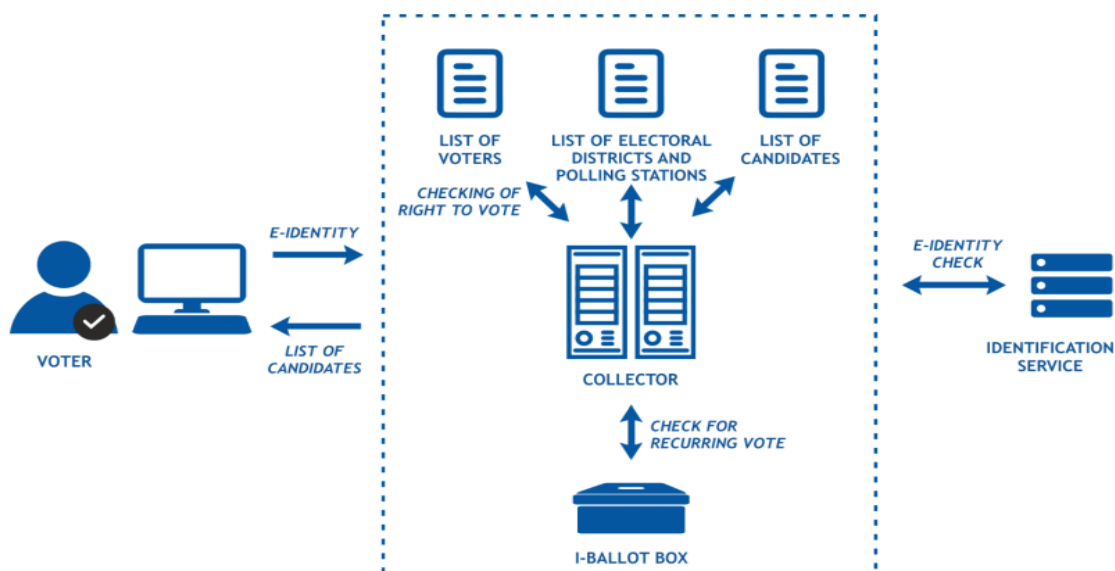 LIST OF
VOTERS
LIST OF ELECTORAL
DISTRICTS AND
POLLING STATIONS
LIST OF
CANDIDATES
CHECKING OF
RIGHT TO VOTE
E-IDENTITY
LIST OF
CANDIDATES
VOTER
E-IDENTITY
CHECK
IDENTIFICATION
SERVICE
COLLECTOR
CHECK FOR
RECURRING VOTE
I-BALLOT BOX